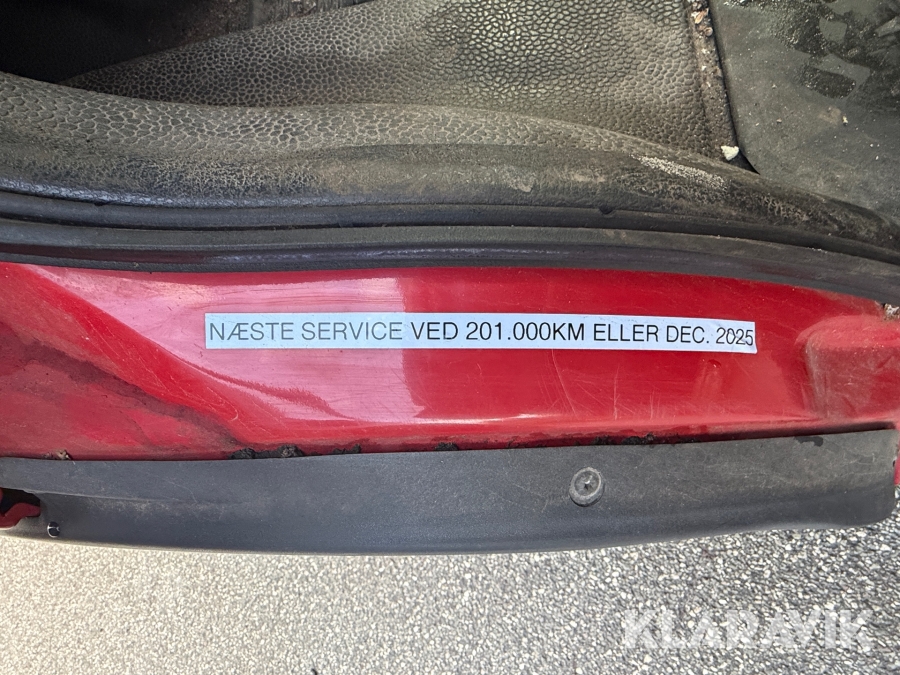 NÆSTE SERVICE VED 201.000KM ELLER DEC. 2025
KLARAVIK